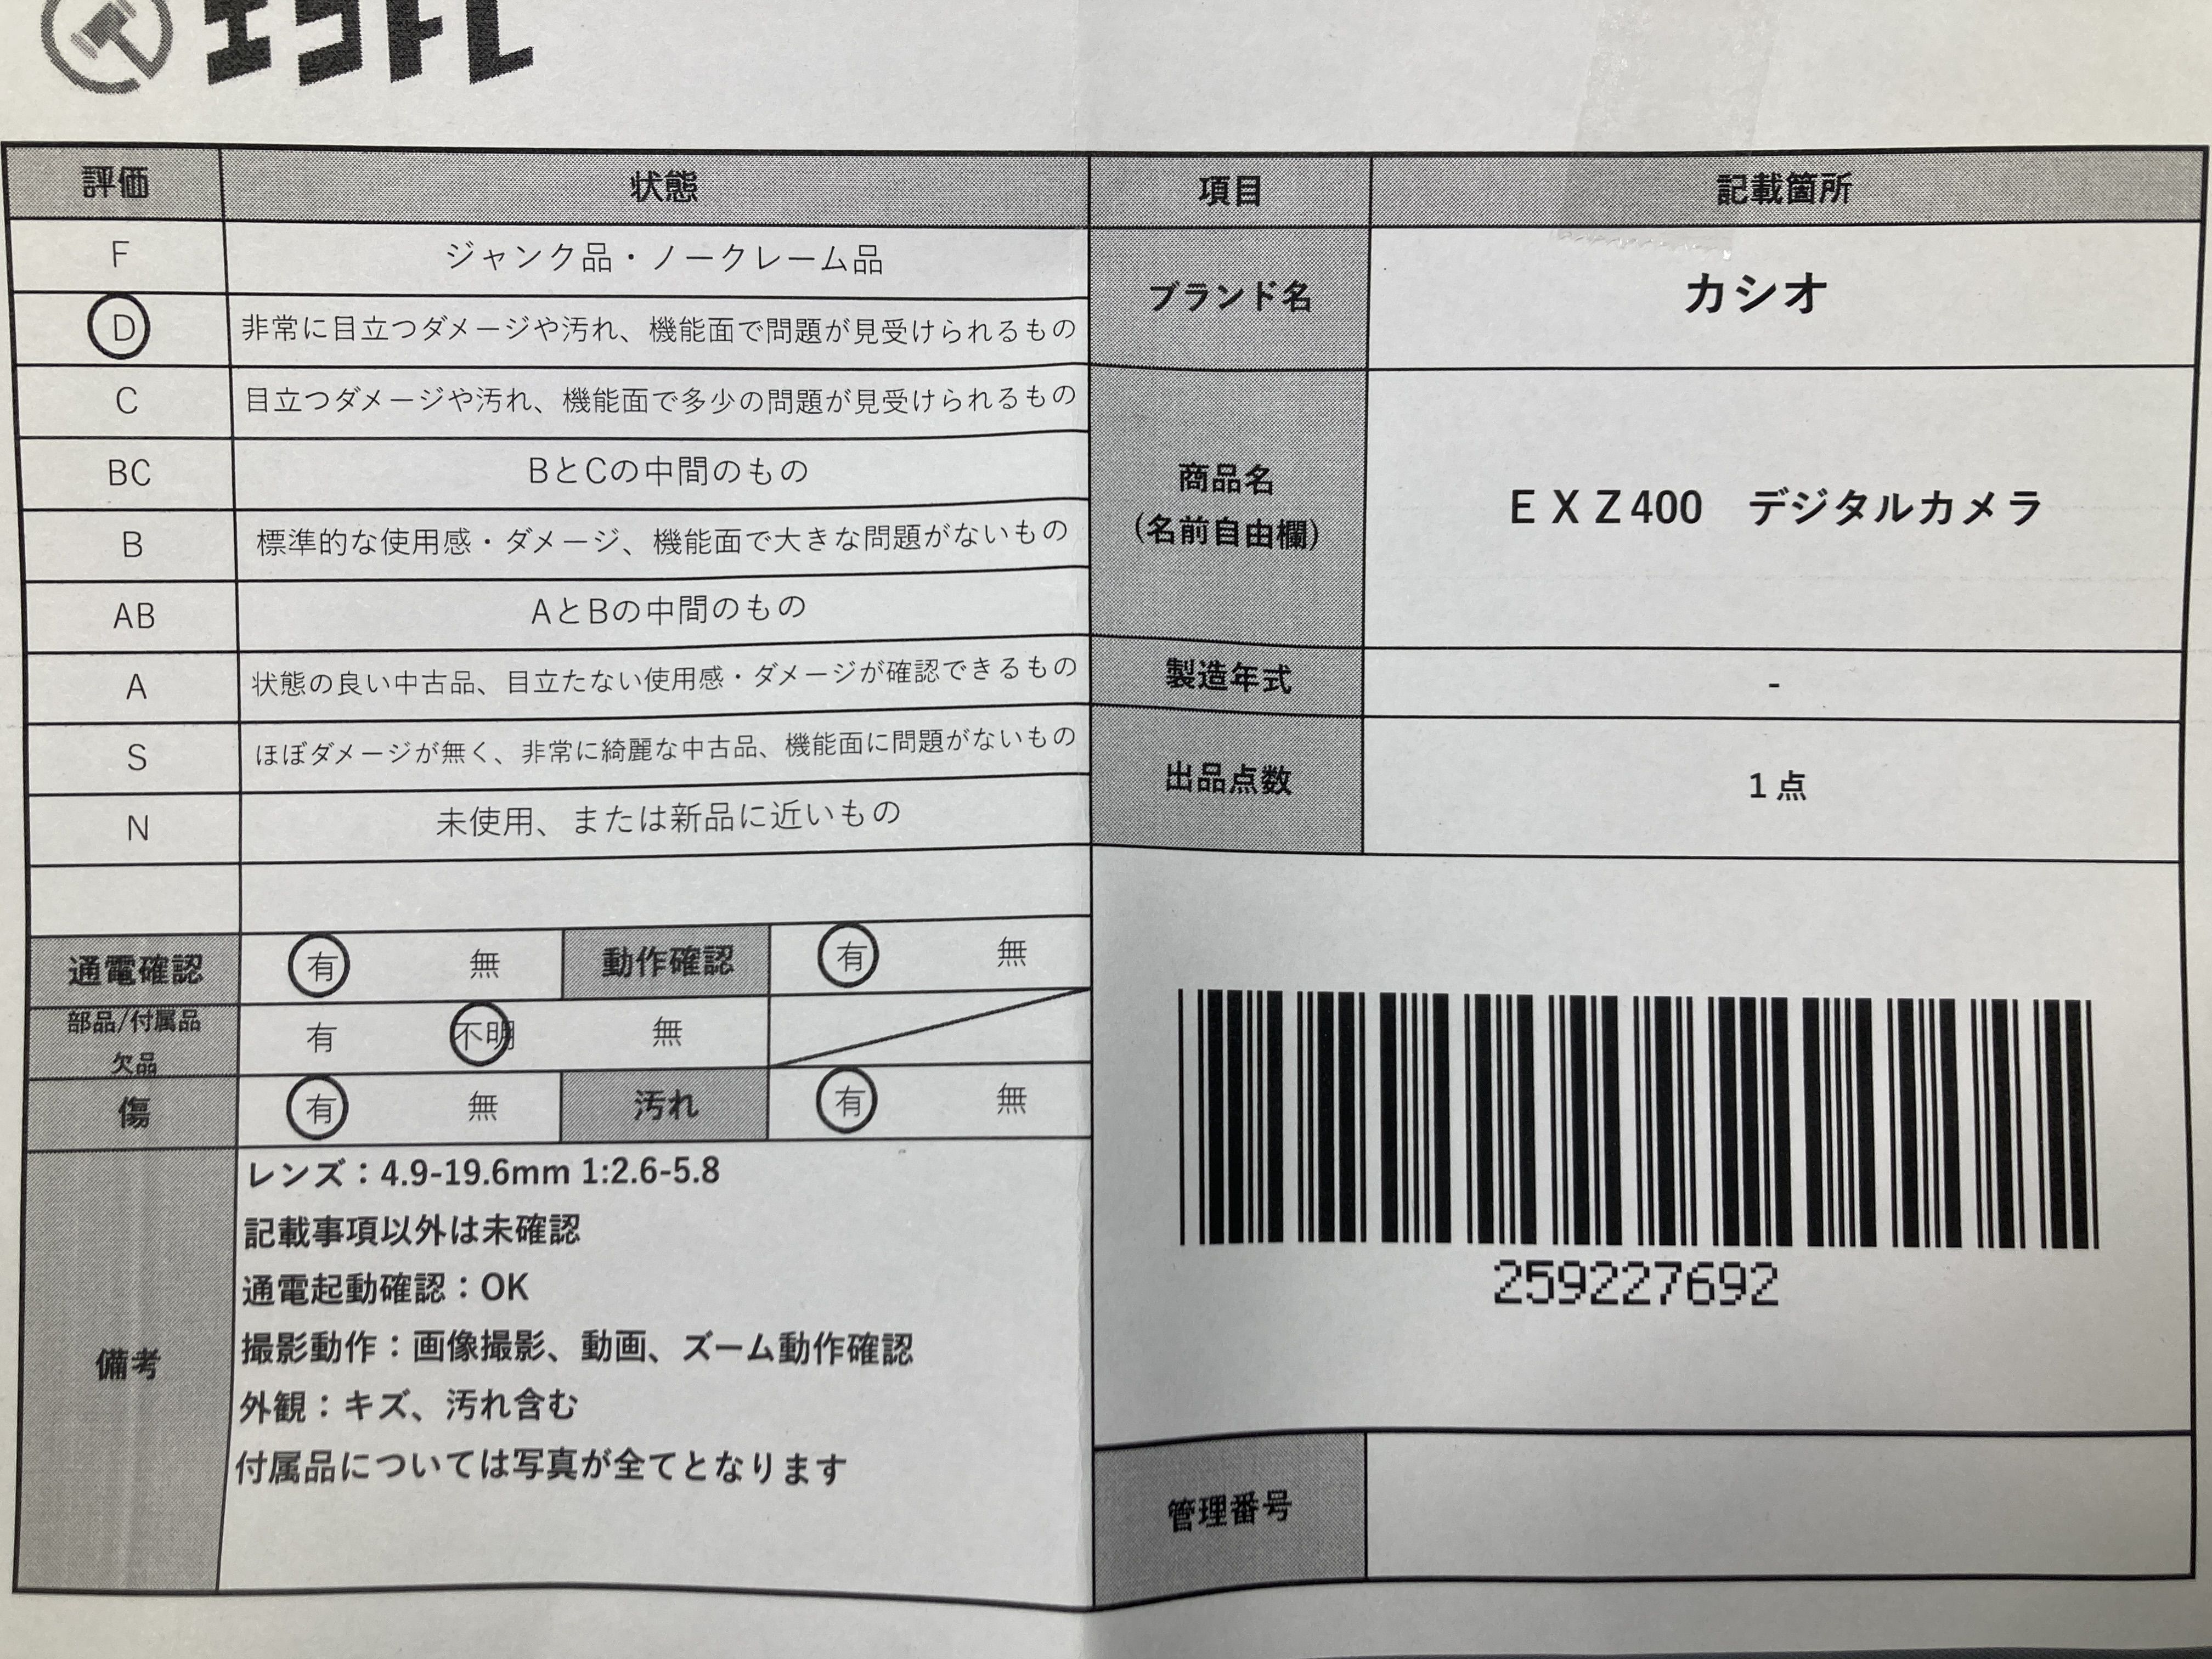 エコトレ
評価 状態 項目 記載箇所
F ジャンク品・ノークレーム品
D 非常に目立つダメージや汚れ、機能面で問題が見受けられるもの
ブランド名 カシオ
C 目立つダメージや汚れ、機能面で多少の問題が見受けられるもの
BC BとCの中間のもの
商品名
(名前自由欄)
EXZ400 デジタルカメラ
B 標準的な使用感・ダメージ、機能面で大きな問題がないもの
AB AとBの中間のもの
A 状態の良い中古品、目立たない使用感・ダメージが確認できるもの
製造年式 -
S ほぼダメージが無く、非常に綺麗な中古品、機能面に問題がないもの
出品点数 1点
N 未使用、または新品に近いもの
通電確認 有 無 動作確認 有 無
部品/付属品
欠品
有 不明 無
傷 有 無 汚れ 有 無
備考
レンズ：4.9-19.6mm 1:2.6-5.8
記載事項以外は未確認
通電起動確認：OK
撮影動作：画像撮影、動画、ズーム動作確認
外観：キズ、汚れ含む
付属品については写真が全てとなります
259227692
管理番号